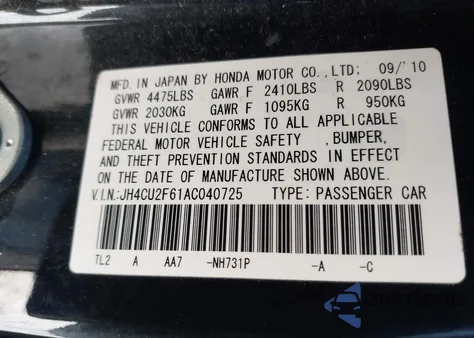 MFD. IN JAPAN BY HONDA MOTOR CO., LTD: 09/'10
GVWR 4475LBS GAWR F 2410LBS R 2090LBS
GVWR 2030KG GAWR F 1095KG R 950KG
THIS VEHICLE CONFORMS TO ALL APPLICABLE
FEDERAL MOTOR VEHICLE SAFETY , BUMPER,
AND THEFT PREVENTION STANDARDS IN EFFECT
ON THE DATE OF MANUFACTURE SHOWN ABOVE.
V.I.N:JH4CU2F61AC040725 TYPE: PASSENGER CAR
TL2 A AA7 -NH731P -A -C